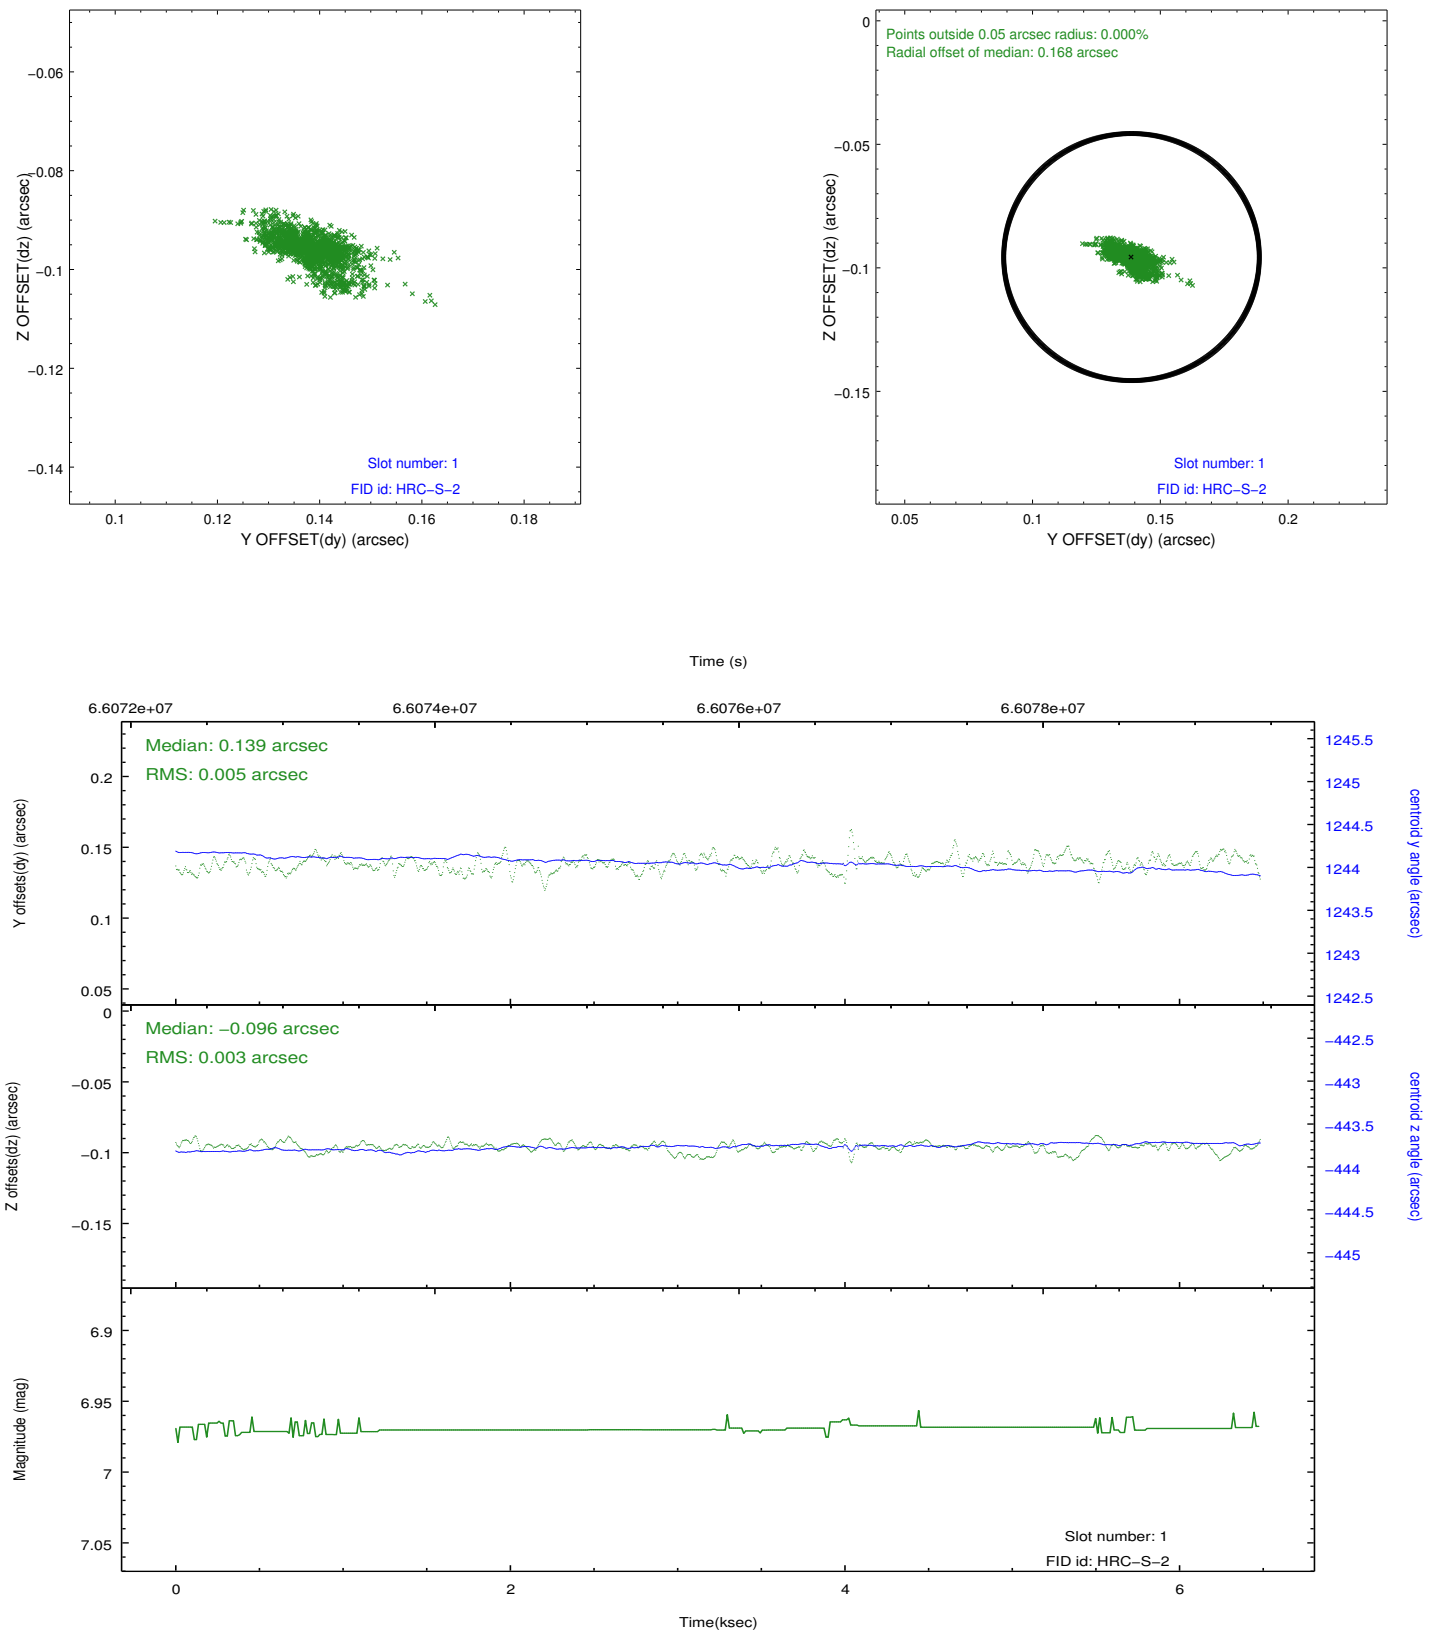 −0.06
−0.08
−0.1
−0.12
−0.14
Z OFFSET(dz) (arcsec)
Slot number: 1
FID id: HRC−S−2
0.1
0.12
0.14
0.16
0.18
Y OFFSET(dy) (arcsec)
0
−0.05
−0.1
−0.15
Z OFFSET(dz) (arcsec)
Points outside 0.05 arcsec radius: 0.000%
Radial offset of median: 0.168 arcsec
Slot number: 1
FID id: HRC−S−2
0.05
0.1
0.15
0.2
Y OFFSET(dy) (arcsec)
Time (s)
6.6072e+07
6.6074e+07
6.6076e+07
6.6078e+07
Median: 0.139 arcsec
RMS: 0.005 arcsec
0.2
0.15
0.1
0.05
Y offsets(dy) (arcsec)
1245.5
1245
1244.5
1244
1243.5
1243
1242.5
centroid y angle (arcsec)
Median: −0.096 arcsec
RMS: 0.003 arcsec
0
−0.05
−0.1
−0.15
Z offsets(dz) (arcsec)
−442.5
−443
−443.5
−444
−444.5
−445
centroid z angle (arcsec)
6.9
6.95
7
7.05
Magnitude (mag)
Slot number: 1
FID id: HRC−S−2
0
2
4
6
Time(ksec)